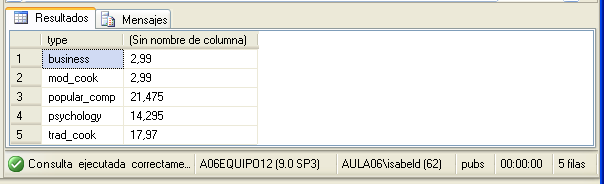 Resultados Mensajes
type (Sin nombre de columna)
1 business 2,99
2 mod_cook 2,99
3 popular_comp 21,475
4 psychology 14,295
5 trad_cook 17,97
Consulta ejecutada correctame... A06EQUIPO12 (9.0 SP3) AULA06\isabeld (62) pubs 00:00:00 5 filas